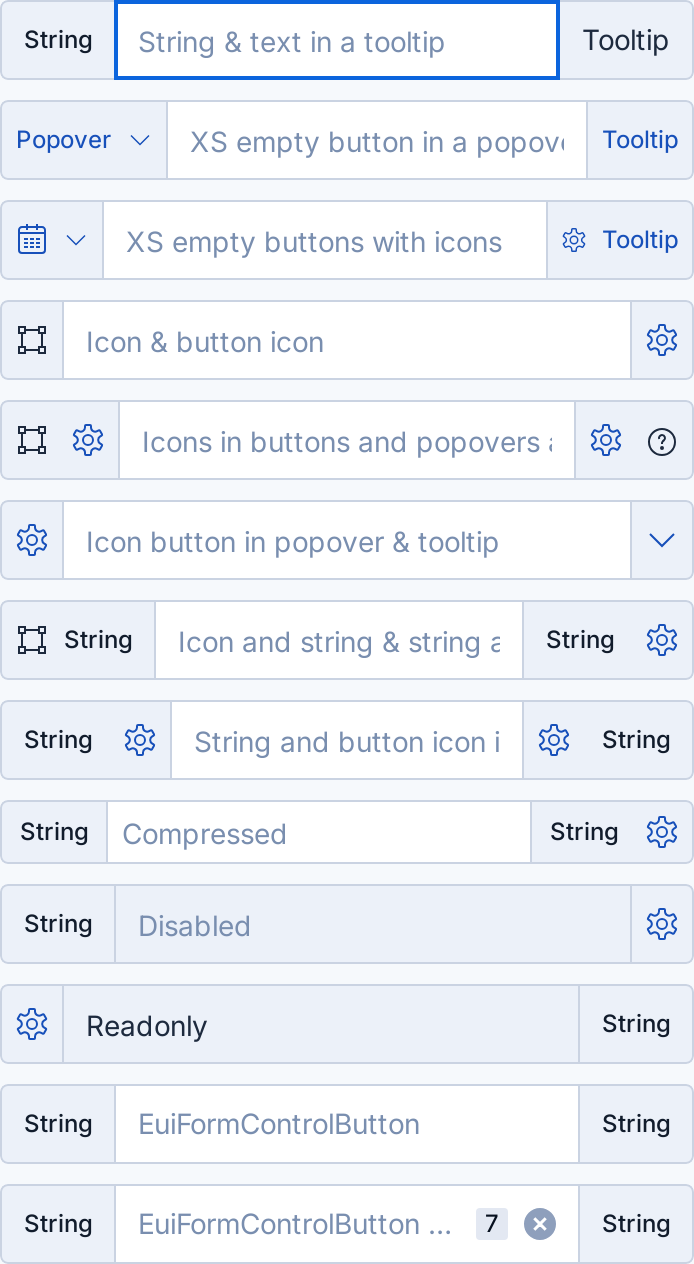 String String & text in a tooltip Tooltip
Popover XS empty button in a popove Tooltip
XS empty buttons with icons Tooltip
Icon & button icon
Icons in buttons and popovers a
Icon button in popover & tooltip
String Icon and string & string a String
String String and button icon i String
String Compressed String
String Disabled
Readonly String
String EuiFormControlButton String
String EuiFormControlButton ... 7 String